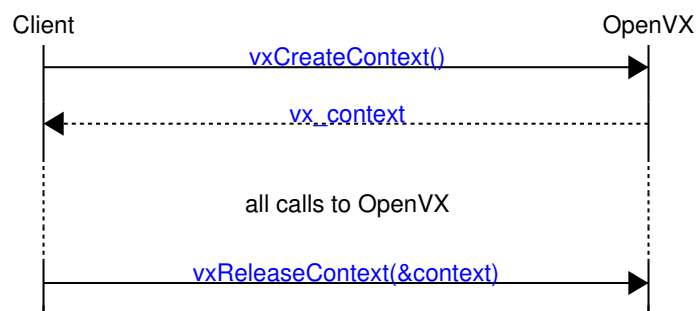 Client OpenVX
vxCreateContext()
vx_context
all calls to OpenVX
vxReleaseContext(&context)